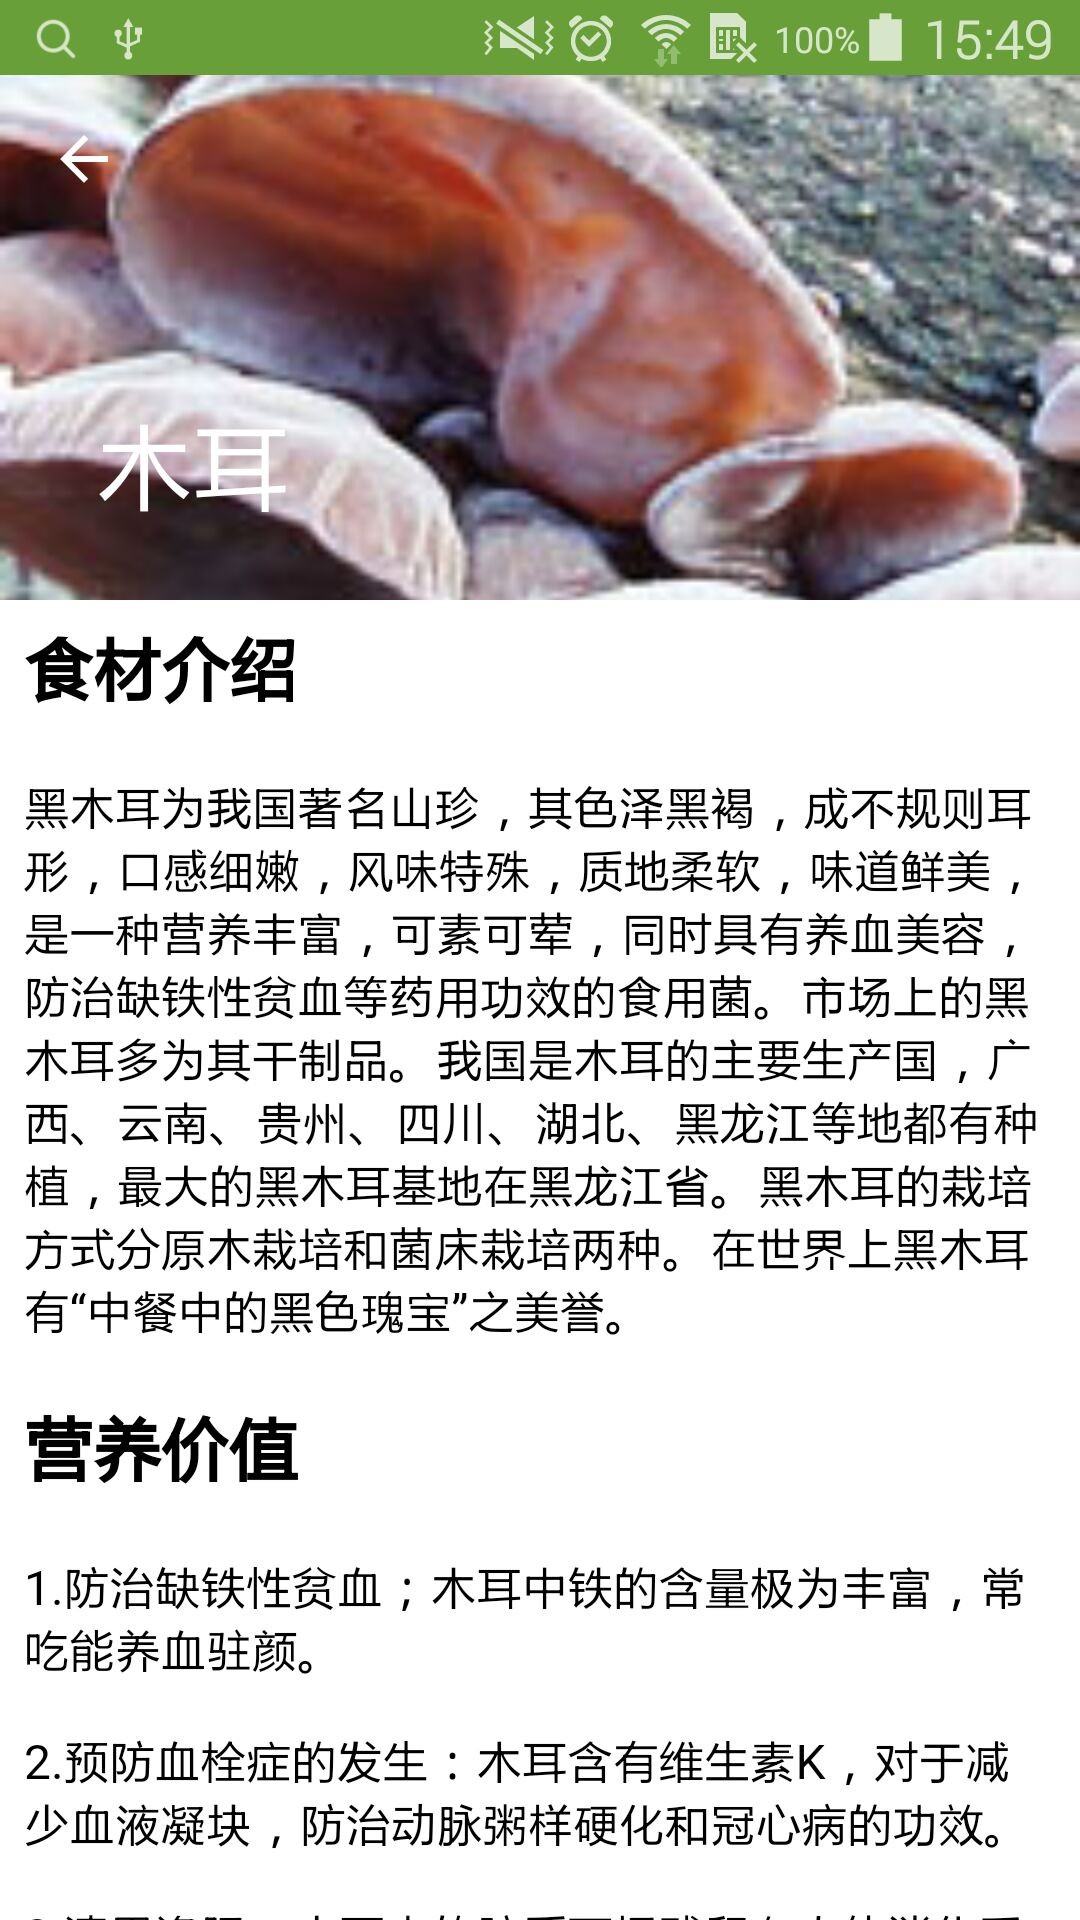 100% 15:49
木耳
食材介绍
黑木耳为我国著名山珍，其色泽黑褐，成不规则耳
形，口感细嫩，风味特殊，质地柔软，味道鲜美，
是一种营养丰富，可素可荤，同时具有养血美容，
防治缺铁性贫血等药用功效的食用菌。市场上的黑
木耳多为其干制品。我国是木耳的主要生产国，广
西、云南、贵州、四川、湖北、黑龙江等地都有种
植，最大的黑木耳基地在黑龙江省。黑木耳的栽培
方式分原木栽培和菌床栽培两种。在世界上黑木耳
有“中餐中的黑色瑰宝”之美誉。
营养价值
1.防治缺铁性贫血；木耳中铁的含量极为丰富，常
吃能养血驻颜。
2.预防血栓症的发生：木耳含有维生素K，对于减
少血液凝块，防治动脉粥样硬化和冠心病的功效。